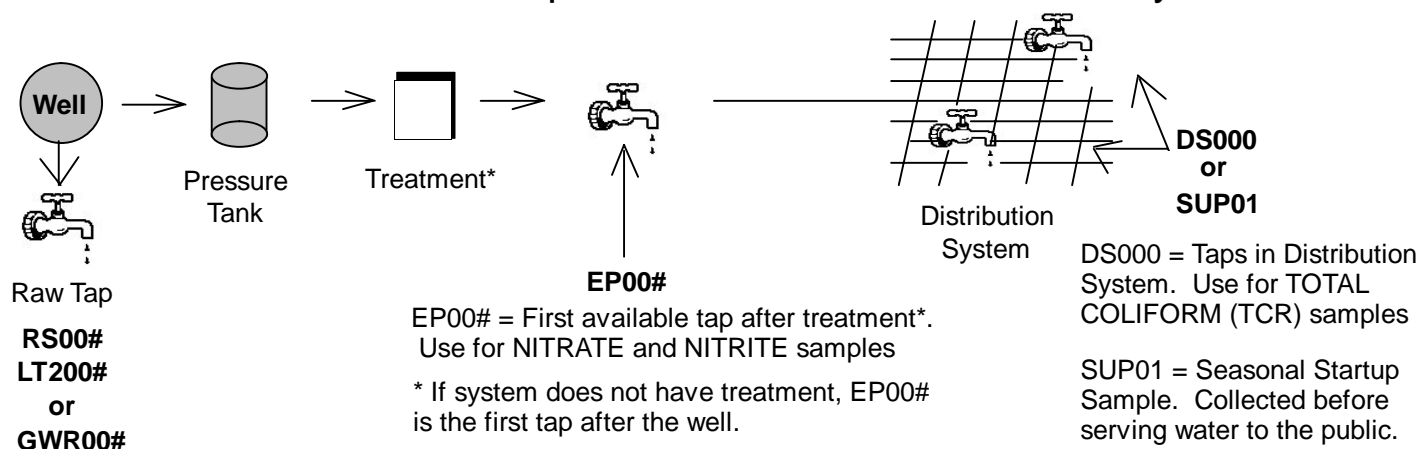 Well
Pressure
Tank
Treatment*
Raw Tap
RS00#
LT200#
or
GWR00#
EP00#
EP00# = First available tap after treatment*.
Use for NITRATE and NITRITE samples
* If system does not have treatment, EP00#
is the first tap after the well.
Distribution
System
DS000
or
SUP01
DS000 = Taps in Distribution
System. Use for TOTAL
COLIFORM (TCR) samples
SUP01 = Seasonal Startup
Sample. Collected before
serving water to the public.